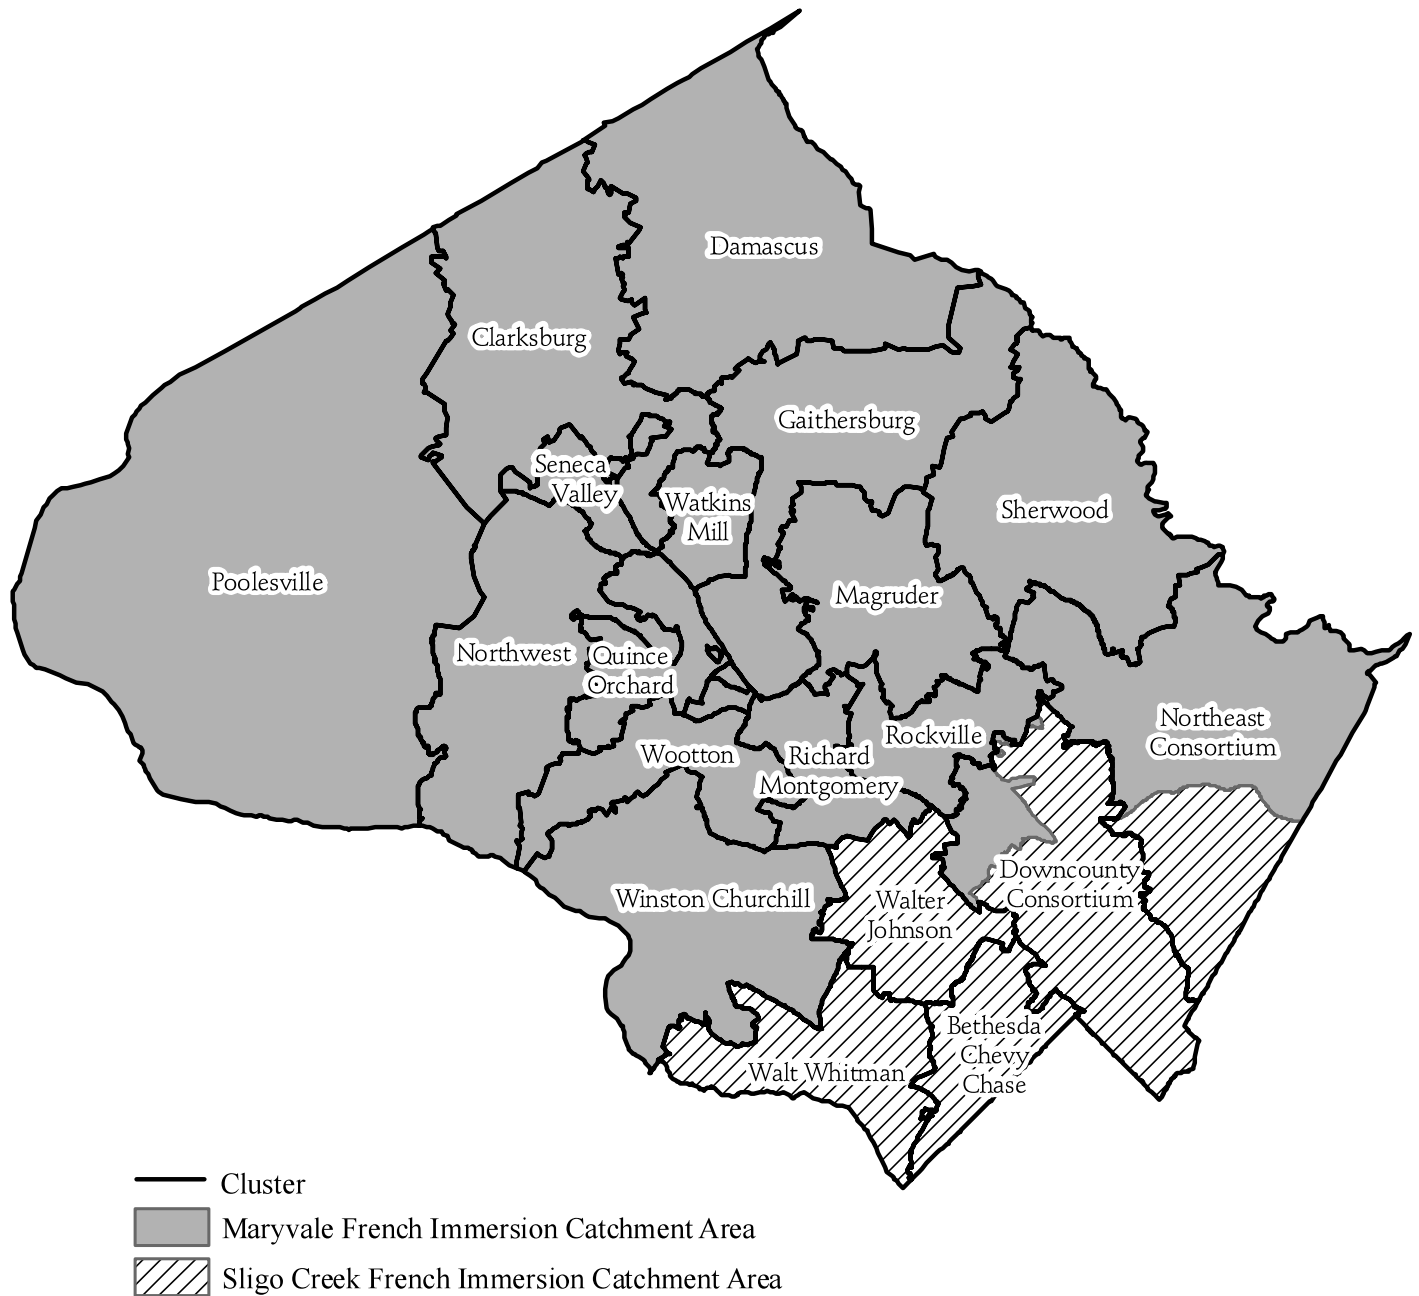 Damascus
Clarksburg
Gaithersburg
Seneca
Valley
Watkins
Mill
Sherwood
Poolesville
Magruder
Northwest
Quince
Orchard
Northeast
Consortium
Rockville
Wootton
Richard
Montgomery
Downcounty
Consortium
Winston Churchill
Walter
Johnson
Bethesda
Chevy
Chase
Walt Whitman
Cluster
Maryvale French Immersion Catchment Area
Sligo Creek French Immersion Catchment Area